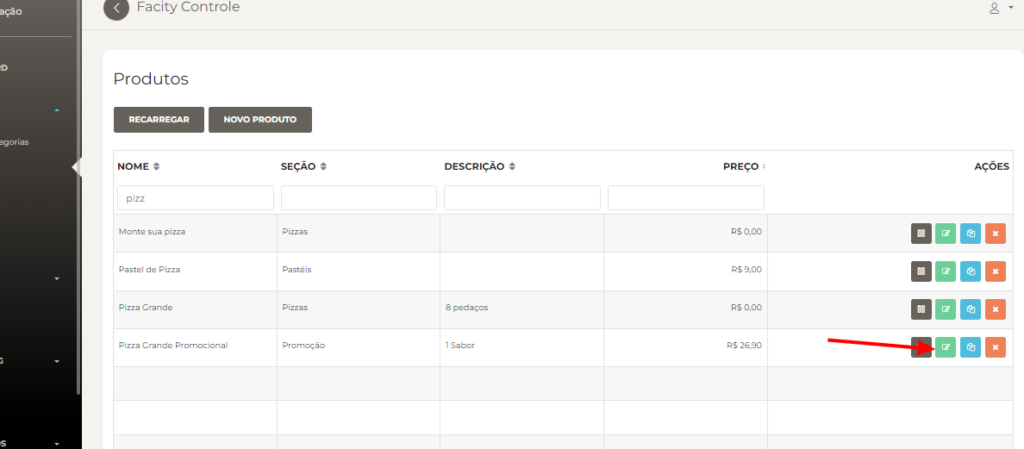 ação
Facity Controle
RD
Produtos
RECARREGAR NOVO PRODUTO
egorias
NOME SEÇÃO DESCRIÇÃO PREÇO AÇÕES
pizz
Monte sua pizza Pizzas R$ 0,00
Pastel de Pizza Pastéis R$ 9,00
Pizza Grande Pizzas 8 pedaços R$ 0,00
Pizza Grande Promocional Promoção 1 Sabor R$ 26,90
G
OS